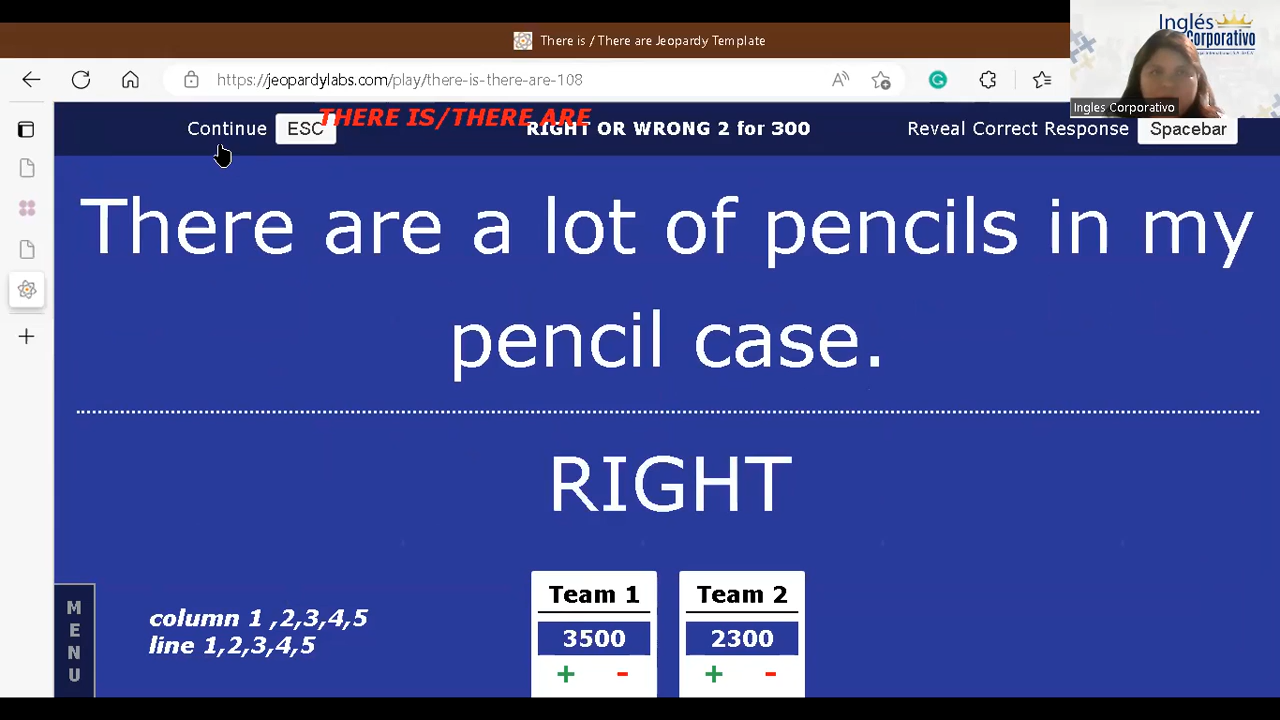 Inglés
Corporativo
There is / There are Jeopardy Template
https://jeopardylabs.com/play/there-is-there-are-108
Ingles Corporativo
THERE IS/THERE ARE
Continue ESC RIGHT OR WRONG 2 for 300 Reveal Correct Response Spacebar
There are a lot of pencils in my
pencil case.
RIGHT
MENU
column 1 ,2,3,4,5
line 1,2,3,4,5
Team 1 Team 2
3500 2300
+ - + -